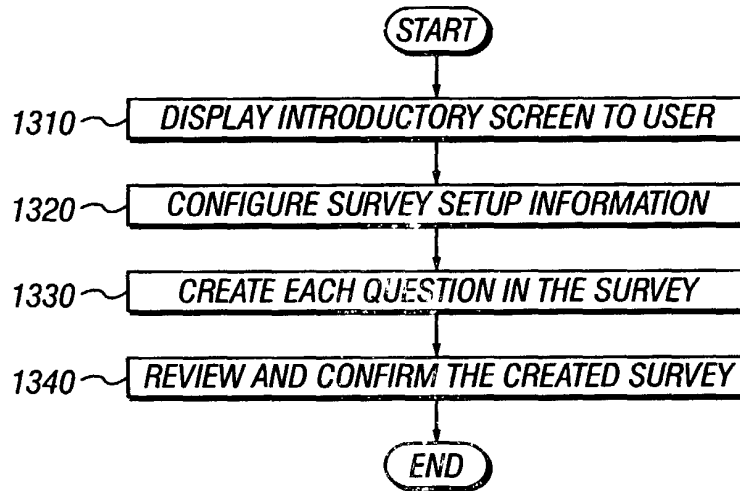 START
1310 DISPLAY INTRODUCTORY SCREEN TO USER
1320 CONFIGURE SURVEY SETUP INFORMATION
1330 CREATE EACH QUESTION IN THE SURVEY
1340 REVIEW AND CONFIRM THE CREATED SURVEY
END